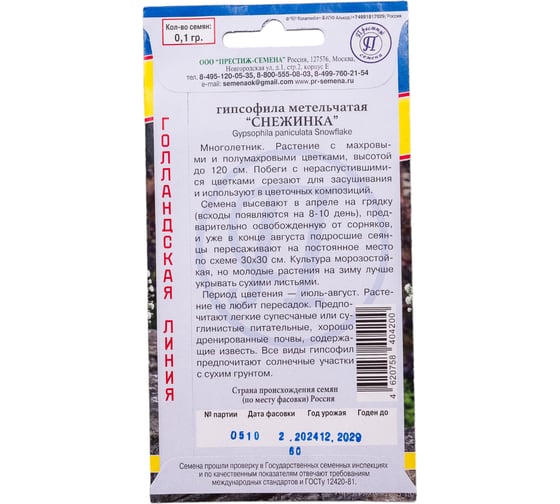 Кол-во семян:
0,1 гр.
ООО "ПРЕСТИЖ-СЕМЕНА" Россия, 127576, Москва,
Новгородская ул., д.1, стр.2, корпус Е
тел. 8-495-120-05-35, 8-800-555-08-03, 8-499-760-21-54
e-mail: semenaok@gmail.com, www.pr-semena.ru
Престиж
П
семена
гипсофила метельчатая
"СНЕЖИНКА"
Gypsophila paniculata Snowflake
ГОЛЛАНДСКАЯ ЛИНИЯ
Многолетник. Растение с махровы-
ми и полумахровыми цветками, высотой
до 120 см. Побеги с нераспустившими-
ся цветками срезают для засушивания
и используют в цветочных композиций.
Семена высевают в апреле на грядку
(всходы появляются на 8-10 день), пред-
варительно освобожденную от сорняков,
и уже в конце августа подросшие сеян-
цы пересаживают на постоянное место
по схеме 30х30 см. Культура морозостой-
кая, но молодые растения на зиму лучше
укрывать сухими листьями.
Период цветения — июль-август. Расте-
ние не любит пересадок. Предпо-
читают легкие супесчаные или су-
глинистые питательные, хорошо
дренированные почвы, содержа-
щие известь. Все виды гипсофил
предпочитают солнечные участки
с сухим грунтом.
4 620758 404200
Страна происхождения семян
(по месту фасовки) Россия
№ партии Дата фасовки Год урожая Годен до
0510 2 .202412.2029
60
Семена прошли проверку в Государственных семенных инспекциях
и по качественным показателям отвечают требованиям
международных стандартов и ГОСТ 12420-81.